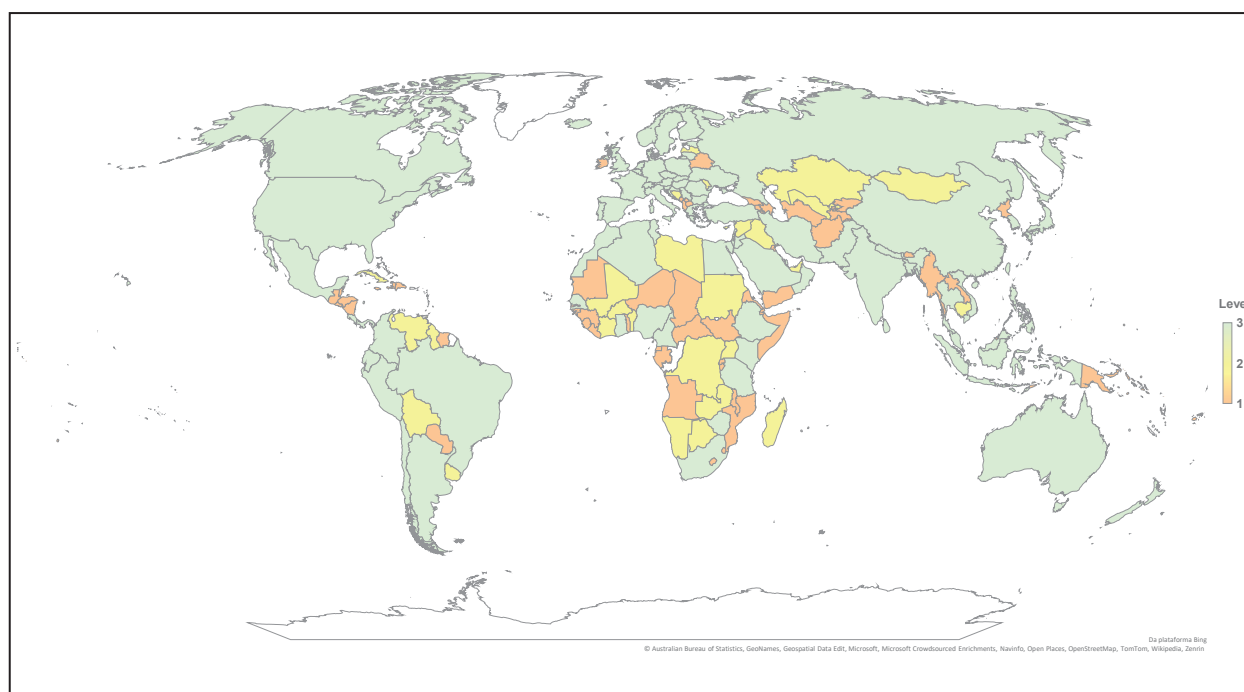 Leve
3
2
1
Da plataforma Bing
© Australian Bureau of Statistics, GeoNames, Geospatial Data Edit, Microsoft, Microsoft Crowdsourced Enrichments, Navinfo, Open Places, OpenStreetMap, TomTom, Wikipedia, Zenrin